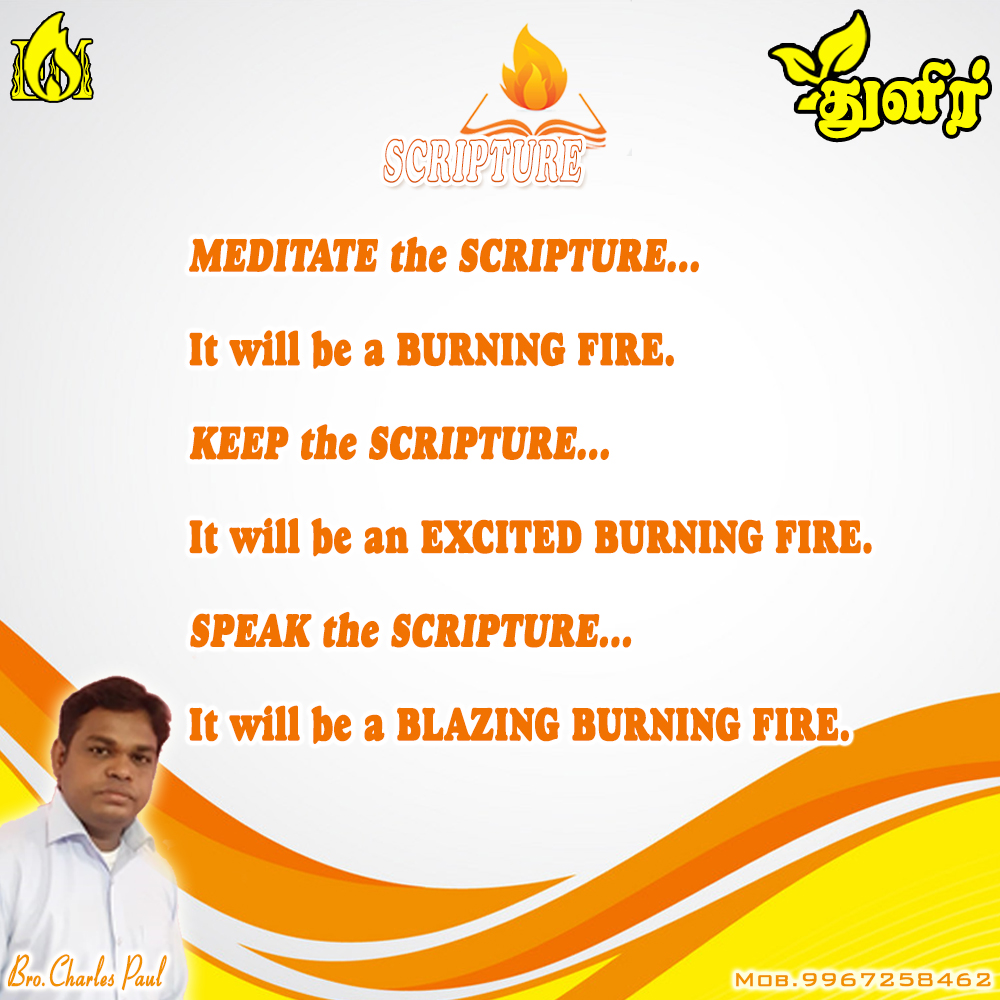 துளிர்
SCRIPTURE
MEDITATE the SCRIPTURE...
It will be a BURNING FIRE.
KEEP the SCRIPTURE...
It will be an EXCITED BURNING FIRE.
SPEAK the SCRIPTURE...
It will be a BLAZING BURNING FIRE.
Bro.Charles Paul
MOB.9967258462